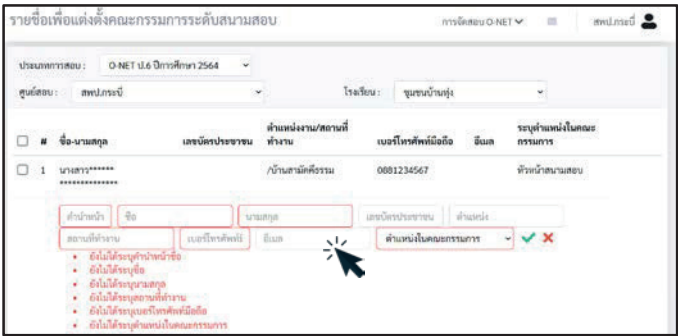 รายชื่อเพื่อแต่งตั้งคณะกรรมการระดับสนามสอบ
การจัดสอบ O-NET
สพป.กระบี่
ประเภทการสอบ : O-NET ป.6 ปีการศึกษา 2564
ศูนย์สอบ : สพป.กระบี่ โรงเรียน : ชุมชนบ้านทุ่ง
# ชื่อ-นามสกุล เลขบัตรประชาชน ตำแหน่งงาน/สถานที่ทำงาน เบอร์โทรศัพท์มือถือ อีเมล ระบุตำแหน่งในคณะกรรมการ
1 นางสาว****** ************** /บ้านสามัคคีธรรม 0881234567 หัวหน้าสนามสอบ
คำนำหน้า ชื่อ นามสกุล เลขบัตรประชาชน ตำแหน่ง
สถานที่ทำงาน เบอร์โทรศัพท์ อีเมล ตำแหน่งในคณะกรรมการ
• ยังไม่ได้ระบุคำนำหน้าชื่อ
• ยังไม่ได้ระบุชื่อ
• ยังไม่ได้ระบุนามสกุล
• ยังไม่ได้ระบุสถานที่ทำงาน
• ยังไม่ได้ระบุเบอร์โทรศัพท์มือถือ
• ยังไม่ได้ระบุตำแหน่งในคณะกรรมการ